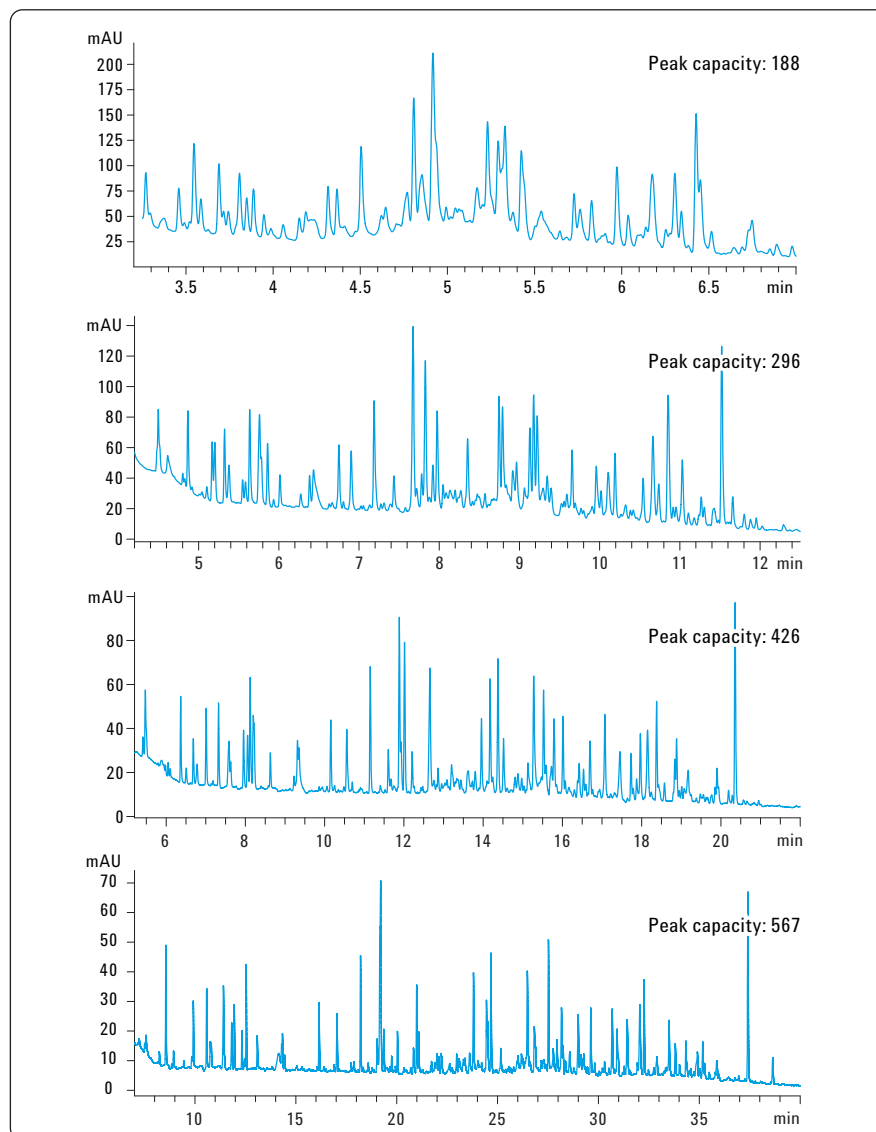 mAU
Peak capacity: 188
200
175
150
125
100
75
50
25
3.5 4 4.5 5 5.5 6 6.5 min
mAU
Peak capacity: 296
120
100
80
60
40
20
0
5 6 7 8 9 10 11 12 min
mAU
Peak capacity: 426
80
60
40
20
0
6 8 10 12 14 16 18 20 min
mAU
Peak capacity: 567
70
60
50
40
30
20
10
0
10 15 20 25 30 35 min